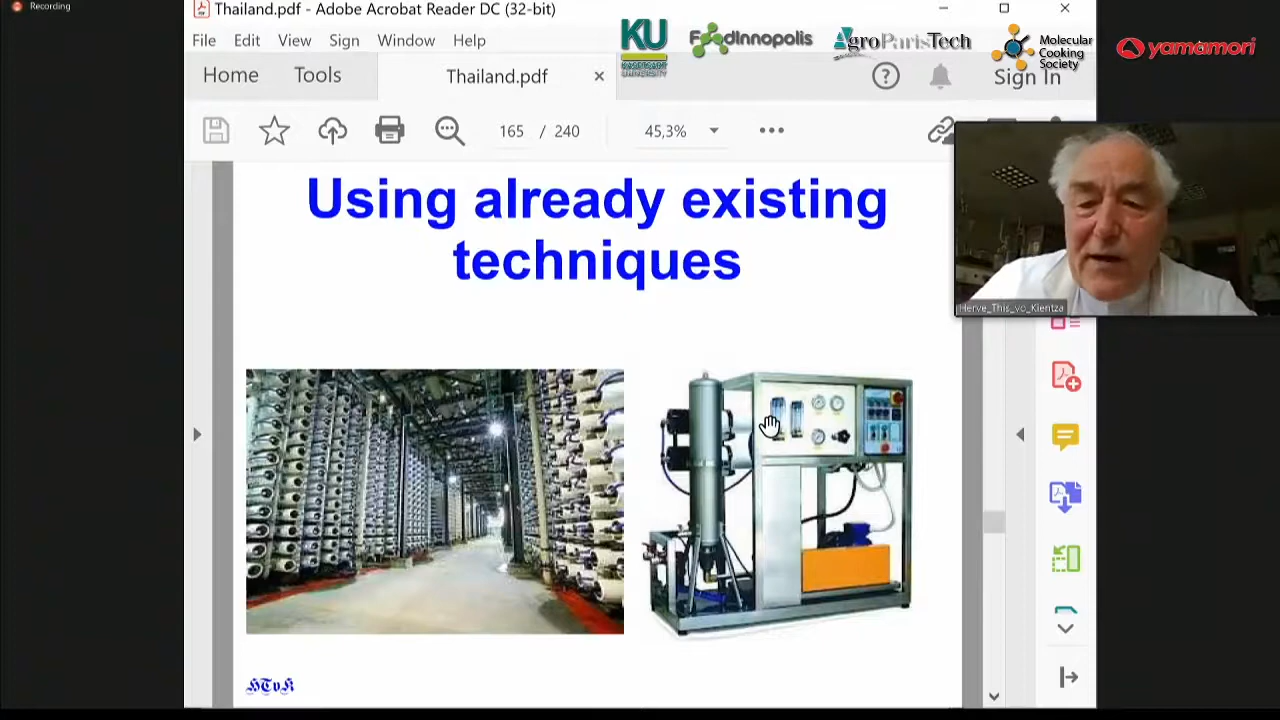 Recording
Thailand.pdf - Adobe Acrobat Reader DC (32-bit)
File Edit View Sign Window Help
KU
KASETSART
UNIVERSITY
FoodInnopolis
AgroParisTech
Molecular
Cooking
Society
yamamori
Home Tools Thailand.pdf
Sign In
165 / 240
45,3%
Using already existing
techniques
Herve_This_vo_Kientza
HTvK